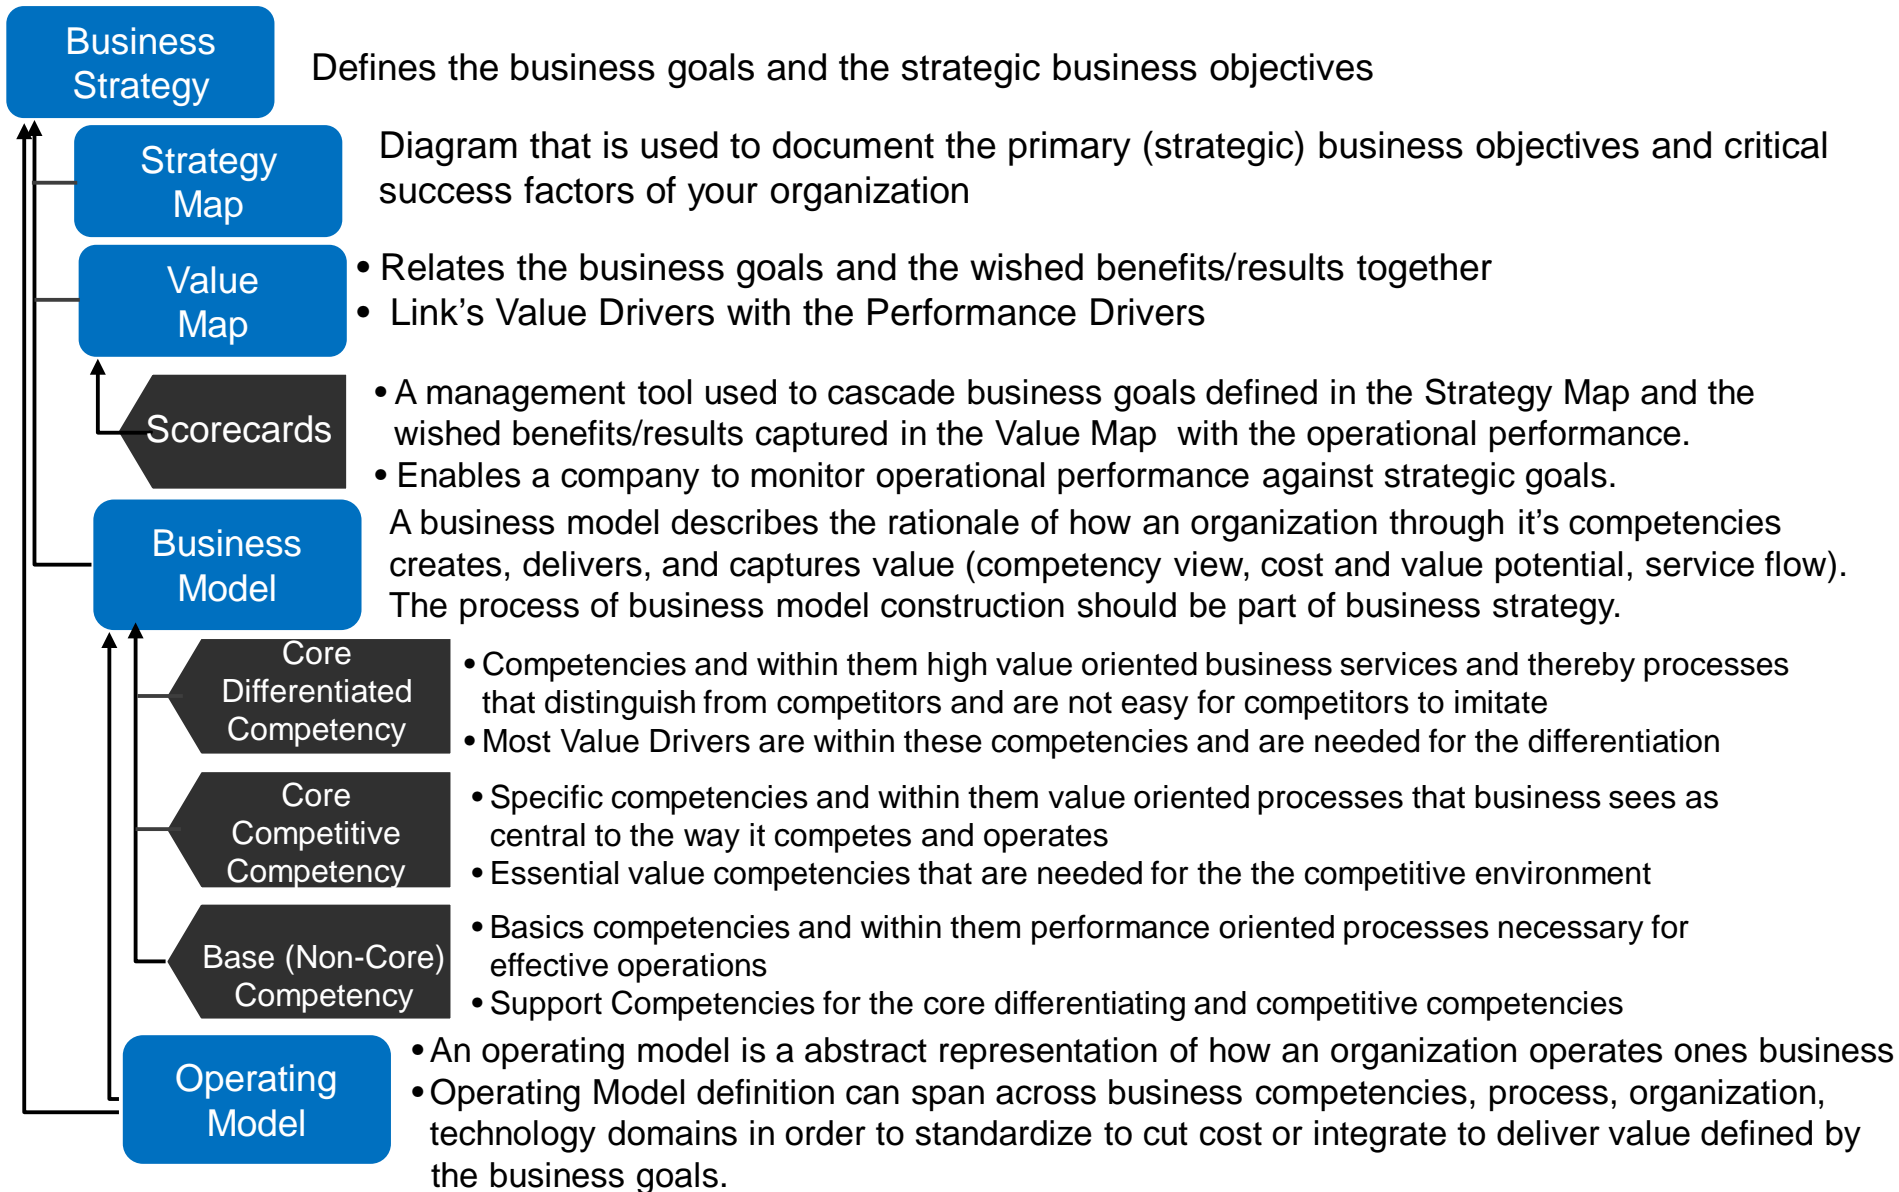 Business
Strategy
Defines the business goals and the strategic business objectives
Strategy
Map
Diagram that is used to document the primary (strategic) business objectives and critical
success factors of your organization
Value
Map
• Relates the business goals and the wished benefits/results together
• Link's Value Drivers with the Performance Drivers
Scorecards
• A management tool used to cascade business goals defined in the Strategy Map and the
wished benefits/results captured in the Value Map with the operational performance.
• Enables a company to monitor operational performance against strategic goals.
Business
Model
A business model describes the rationale of how an organization through it's competencies
creates, delivers, and captures value (competency view, cost and value potential, service flow).
The process of business model construction should be part of business strategy.
Core
Differentiated
Competency
• Competencies and within them high value oriented business services and thereby processes
that distinguish from competitors and are not easy for competitors to imitate
• Most Value Drivers are within these competencies and are needed for the differentiation
Core
Competitive
Competency
• Specific competencies and within them value oriented processes that business sees as
central to the way it competes and operates
• Essential value competencies that are needed for the the competitive environment
Base (Non-Core)
Competency
• Basics competencies and within them performance oriented processes necessary for
effective operations
• Support Competencies for the core differentiating and competitive competencies
Operating
Model
• An operating model is a abstract representation of how an organization operates ones business
• Operating Model definition can span across business competencies, process, organization,
technology domains in order to standardize to cut cost or integrate to deliver value defined by
the business goals.